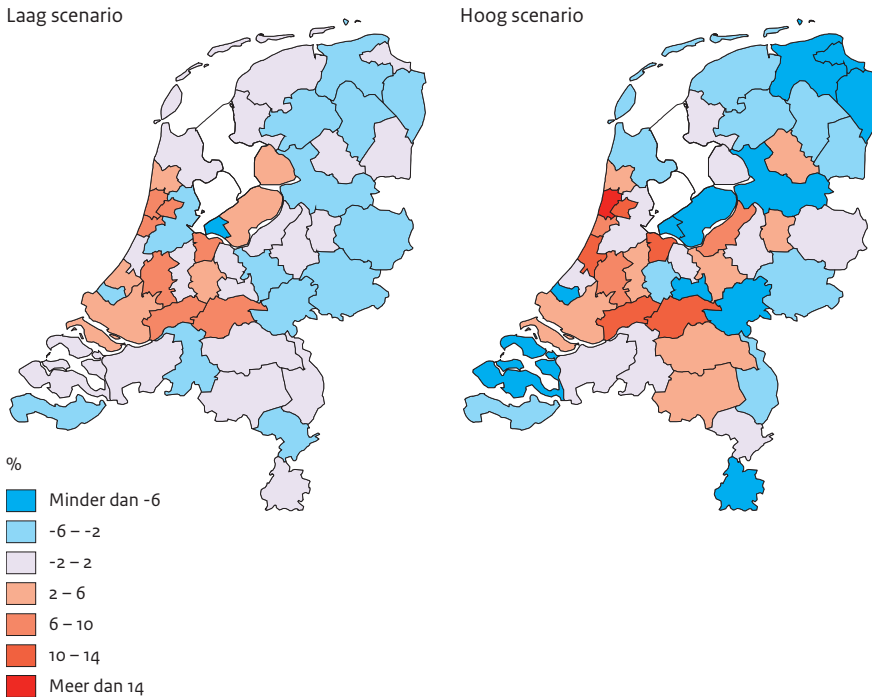 Laag scenario
Hoog scenario
%
Minder dan -6
-6 – -2
-2 – 2
2 – 6
6 – 10
10 – 14
Meer dan 14